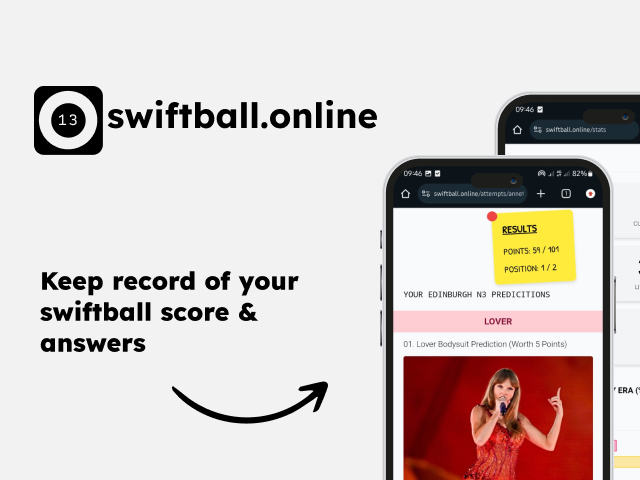 13
swiftball.online
Keep record of your
swiftball score &
answers
09:46
swiftball.online/stats
09:46
82%
swiftball.online/attempts/anne
1
RESULTS
POINTS: 59 / 101
POSITION: 1 / 2
YOUR EDINBURGH N3 PREDICITIONS
LOVER
01. Lover Bodysuit Prediction (Worth 5 Points)
ERA (